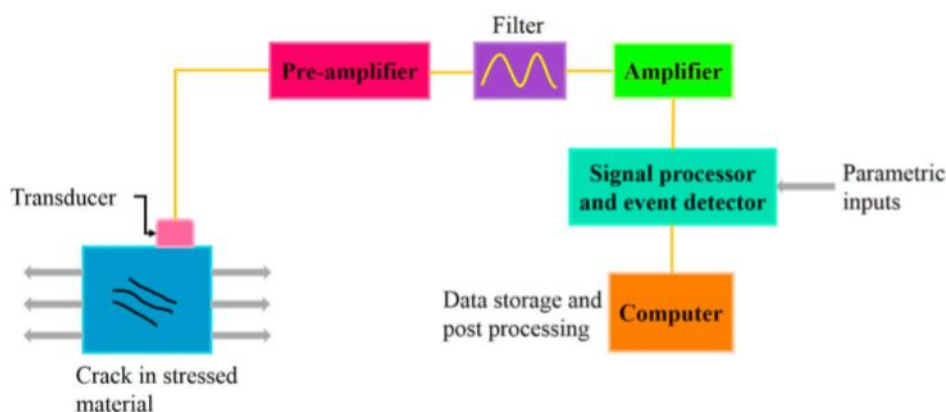 Filter
Pre-amplifier
Amplifier
Signal processor
and event detector
Parametric
inputs
Transducer
Data storage and
post processing
Computer
Crack in stressed
material